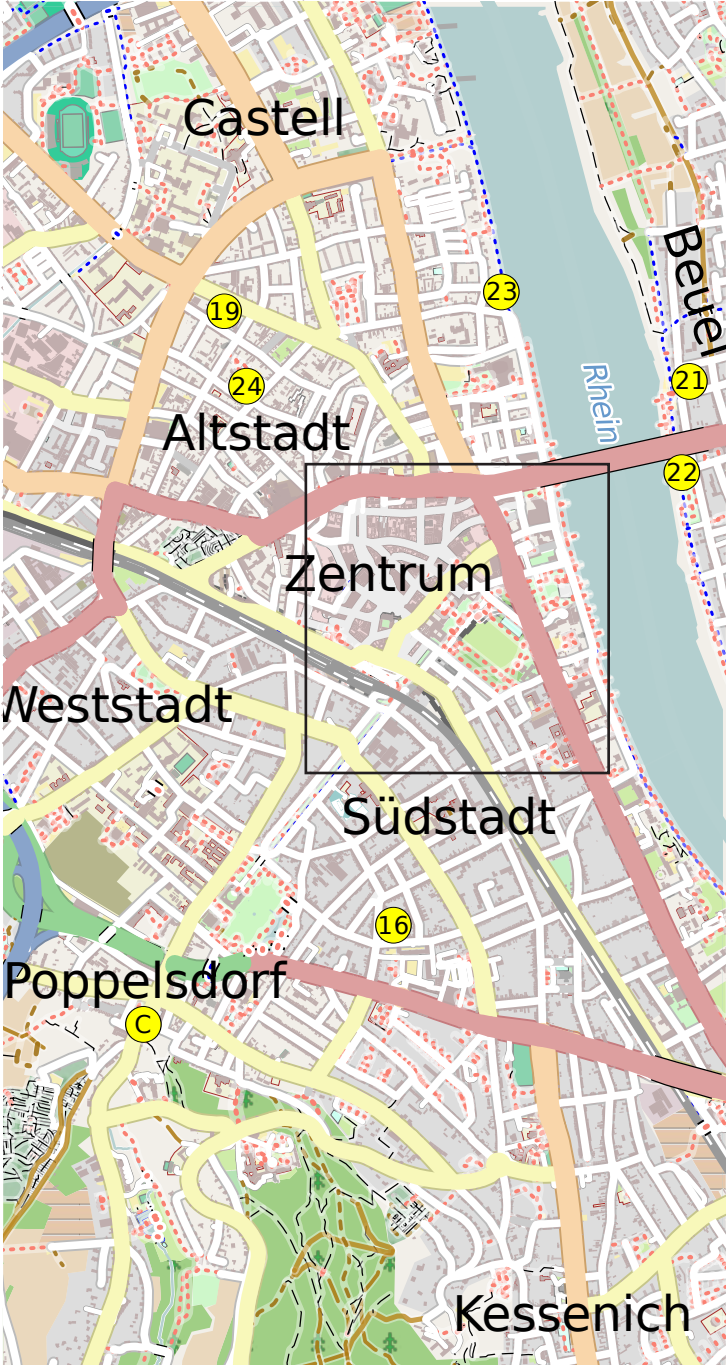 Castell
Beuel
23
19
21
24
Rhein
Altstadt
22
Zentrum
Weststadt
Südstadt
16
Poppelsdorf
C
Kessenich